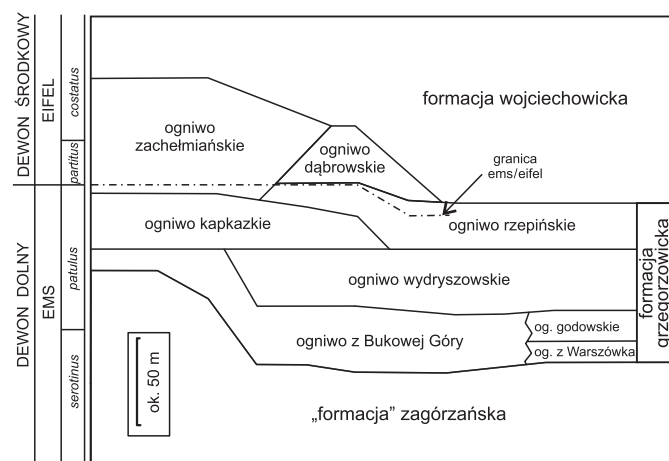 DEWON ŚRODKOWY
EIFEL
costatus
partitus
DEWON DOLNY
EMS
patulus
serotinus
formacja wojciechowicka
ogniwo
zachełmiańskie
ogniwo
dąbrowskie
granica
ems/eifel
ogniwo kapkazkie
ogniwo rzepińskie
ogniwo wydryszowskie
ogniwo z Bukowej Góry
og. godowskie
og. z Warszówka
formacja
grzegorzowicka
ok. 50 m
„formacja” zagórzańska